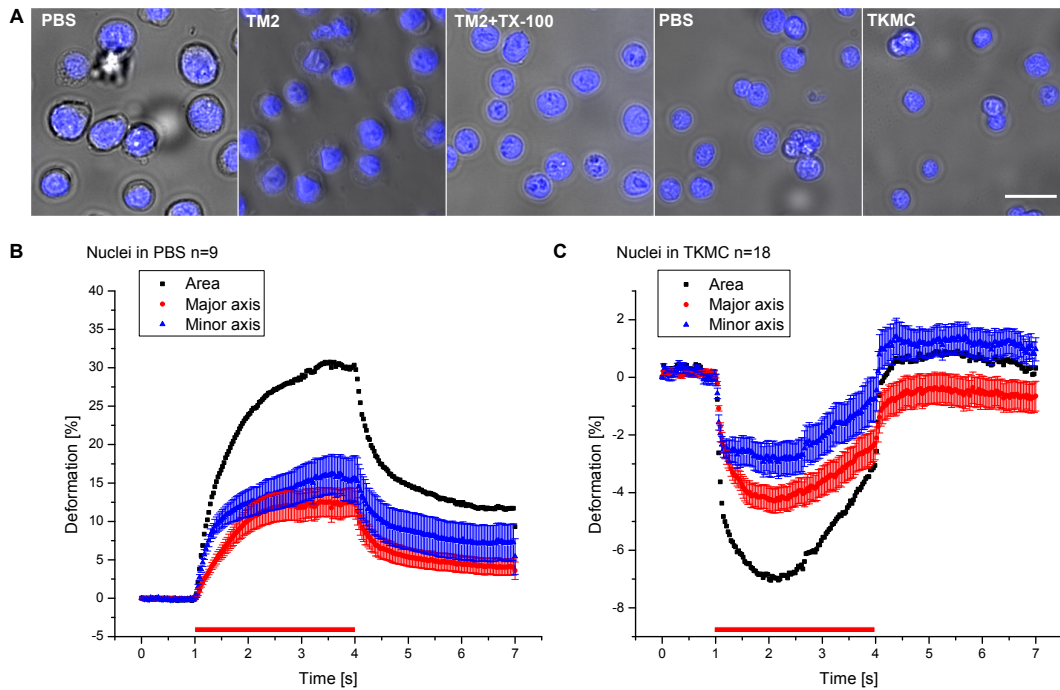 A
PBS
TM2
TM2+TX-100
PBS
TKMC
B
Nuclei in PBS n=9
Area
Major axis
Minor axis
40
35
30
25
20
15
10
5
0
-5
Deformation [%]
0 1 2 3 4 5 6 7
Time [s]
C
Nuclei in TKMC n=18
Area
Major axis
Minor axis
2
0
-2
-4
-6
-8
Deformation [%]
0 1 2 3 4 5 6 7
Time [s]